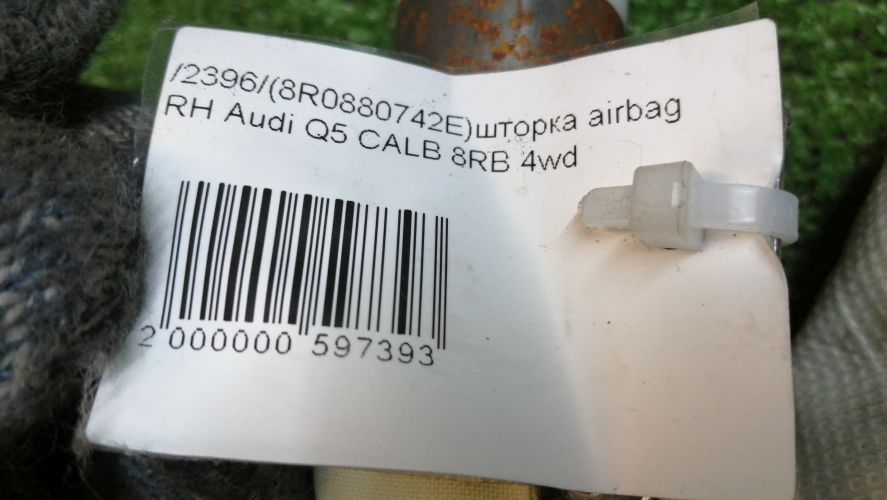 /2396/(8R0880742E)шторка airbag
RH Audi Q5 CALB 8RB 4wd
2 000000 597393